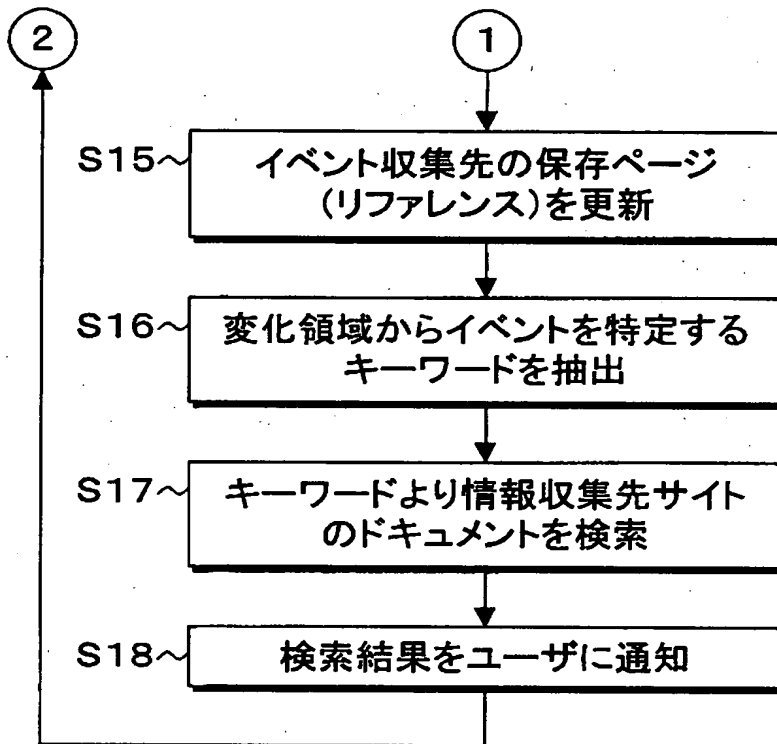 2
1
S15~
イベント収集先の保存ページ
(リファレンス)を更新
S16~
変化領域からイベントを特定する
キーワードを抽出
S17~
キーワードより情報収集先サイト
のドキュメントを検索
S18~
検索結果をユーザに通知